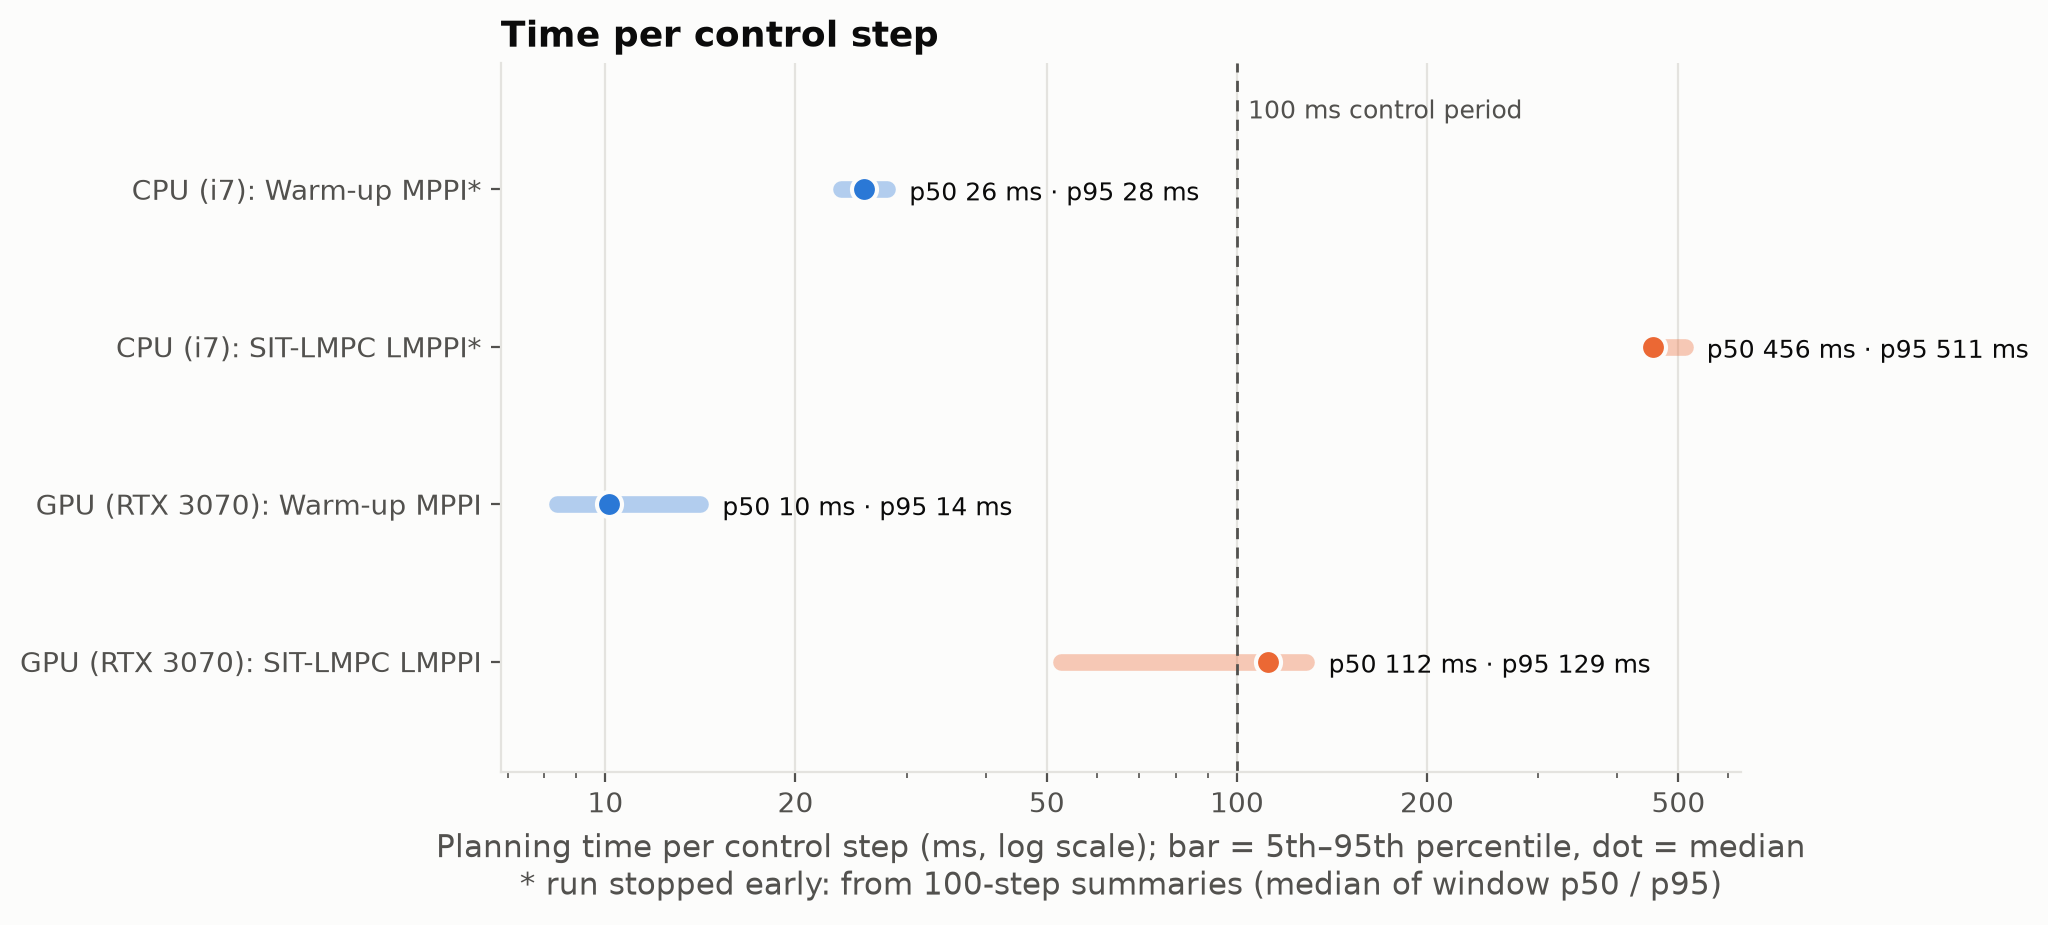 Time per control step
100 ms control period
CPU (i7): Warm-up MPPI*
p50 26 ms · p95 28 ms
CPU (i7): SIT-LMPC LMPPI*
p50 456 ms · p95 511 ms
GPU (RTX 3070): Warm-up MPPI
p50 10 ms · p95 14 ms
GPU (RTX 3070): SIT-LMPC LMPPI
p50 112 ms · p95 129 ms
10 20 50 100 200 500
Planning time per control step (ms, log scale); bar = 5th–95th percentile, dot = median
* run stopped early: from 100-step summaries (median of window p50 / p95)